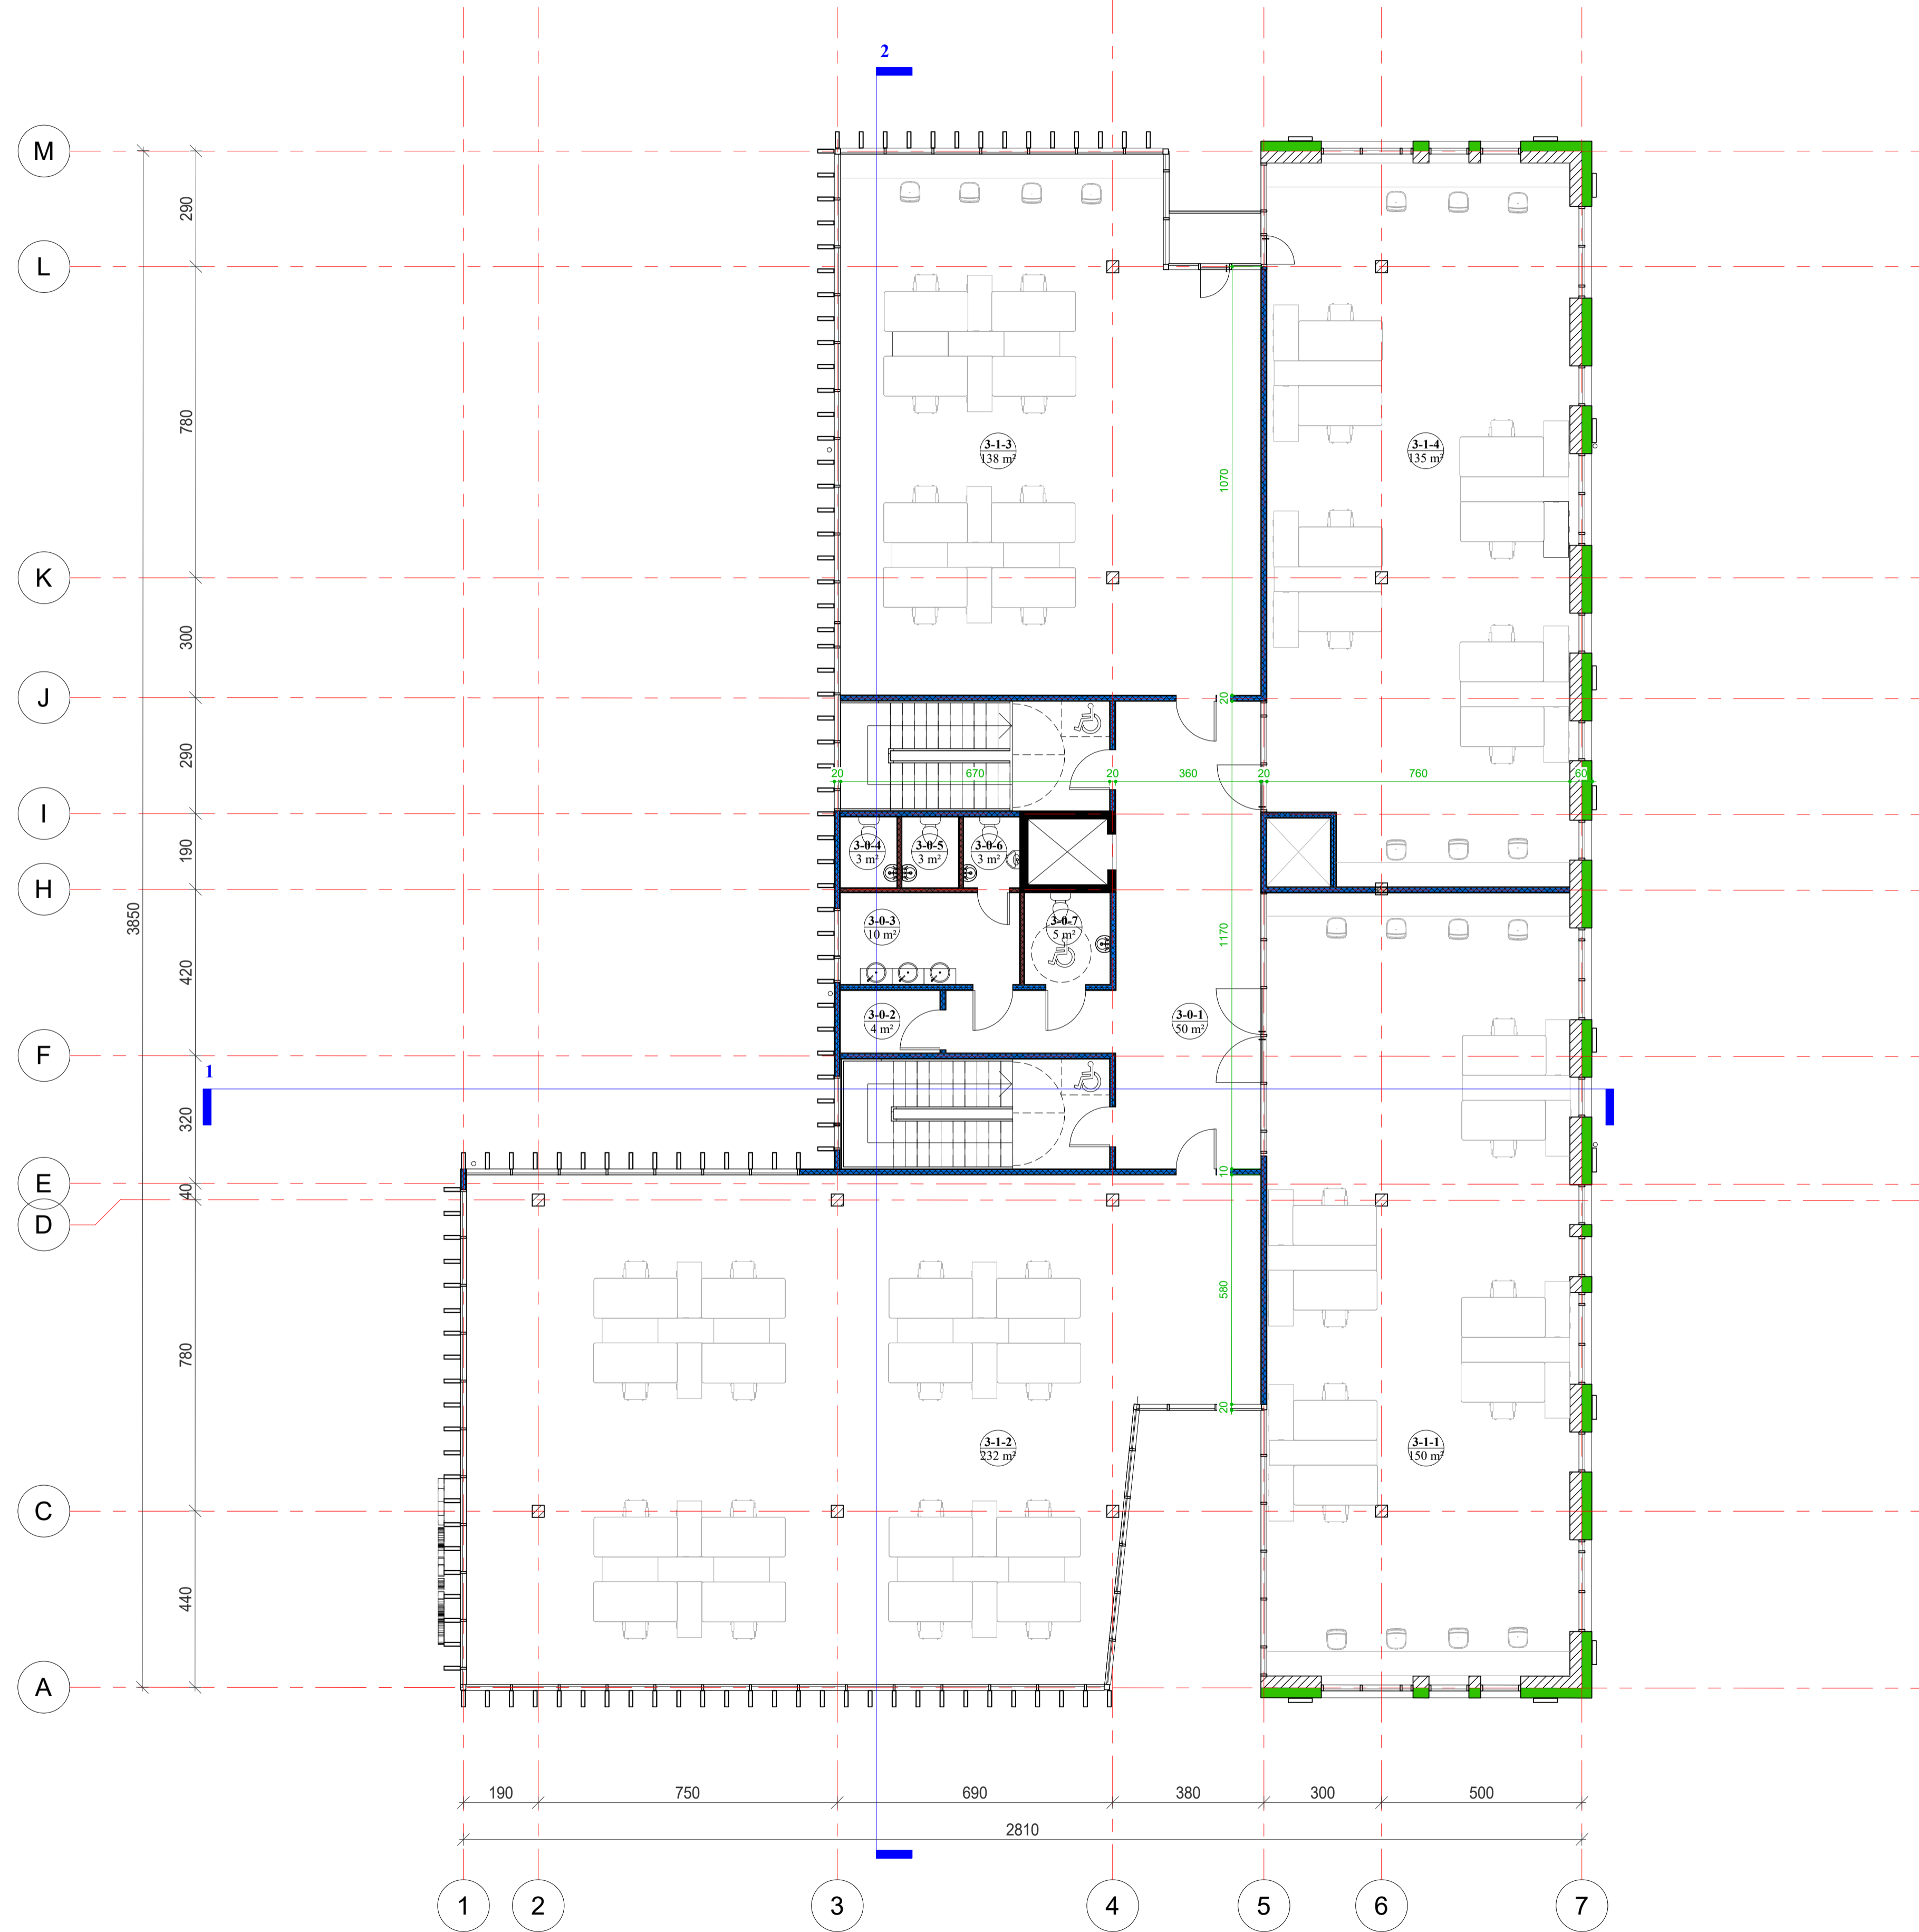 2
M
290
L
780
3-1-3
138 m²
3-1-4
135 m²
1070
K
300
J
20
290
20
670
20
360
20
760
60
I
190
3-0-4
3 m²
3-0-5
3 m²
3-0-6
3 m²
H
3850
3-0-3
10 m²
3-0-7
5 m²
1170
420
3-0-2
4 m²
3-0-1
50 m²
F
1
320
10
E
40
D
580
780
20
3-1-2
232 m²
3-1-1
150 m²
C
440
A
190
750
690
380
300
500
2810
1
2
3
4
5
6
7